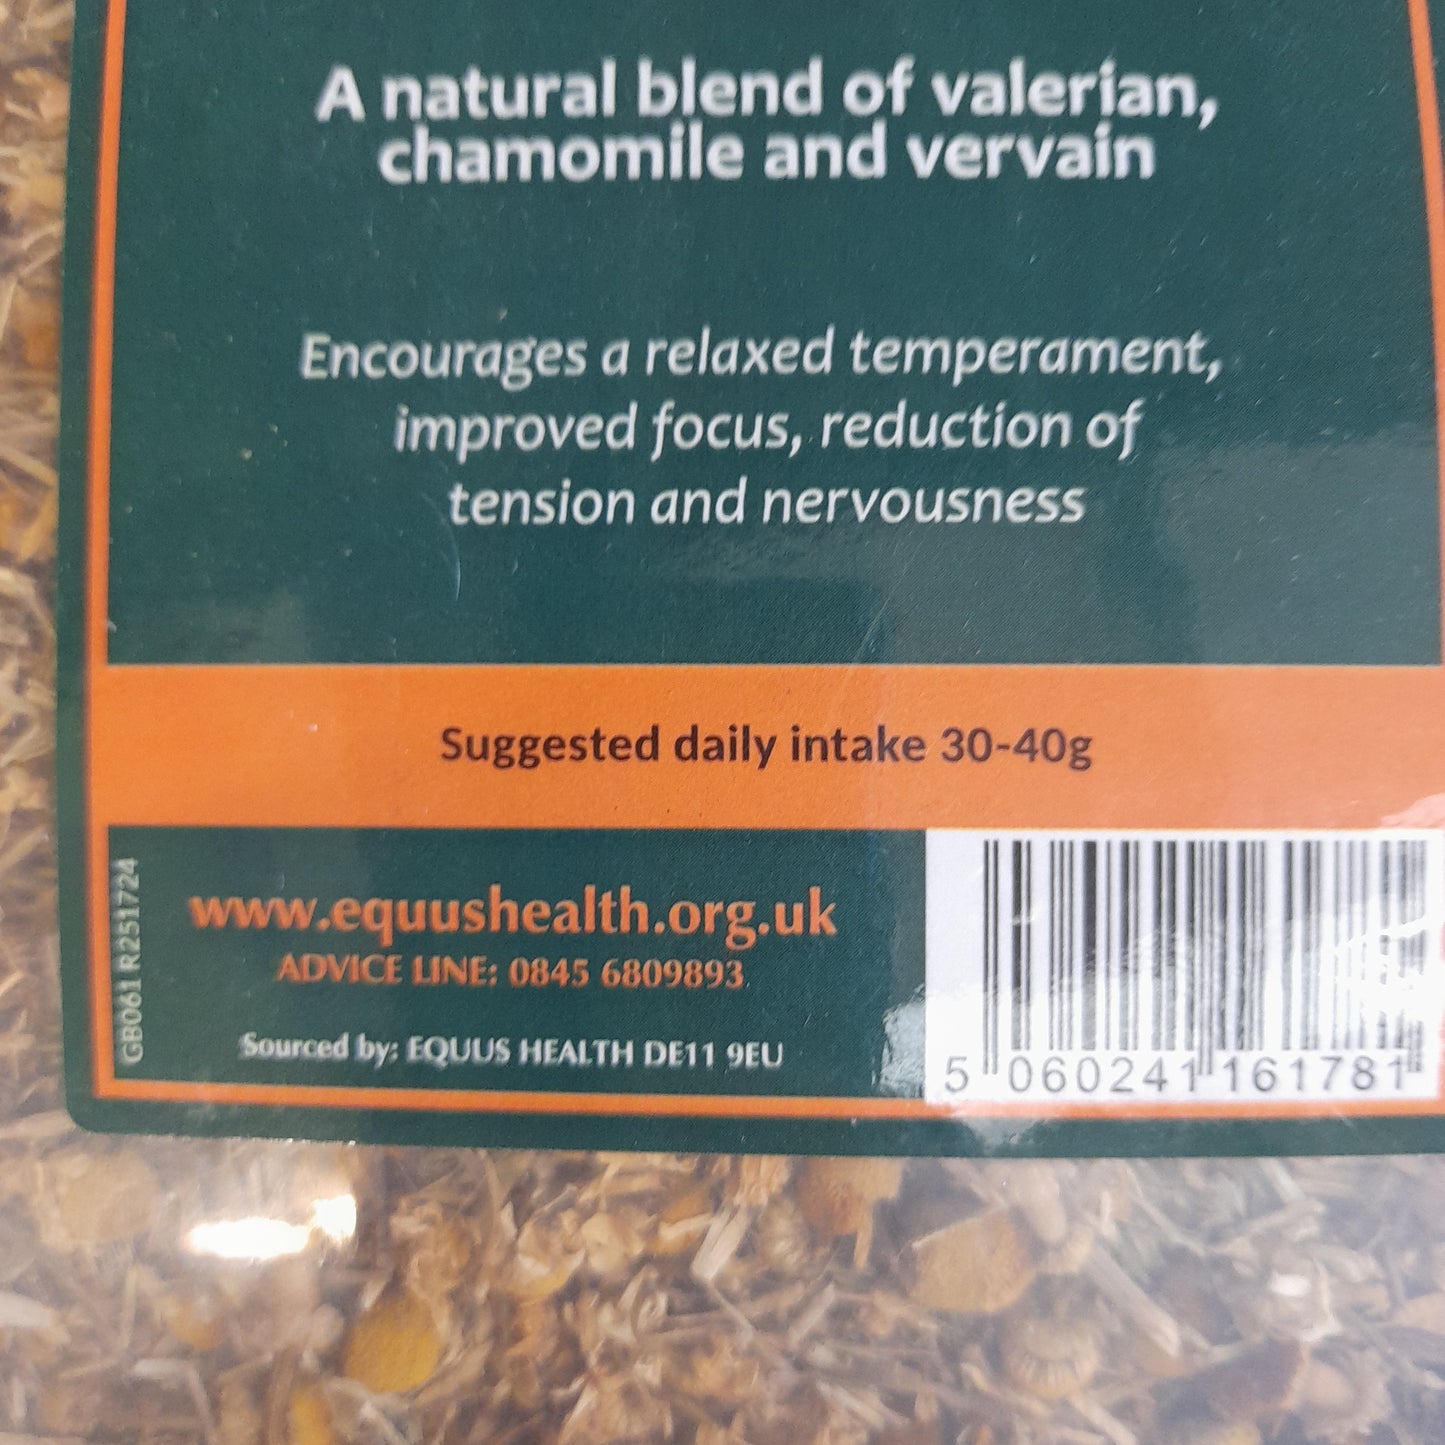 A natural blend of valerian,
chamomile and vervain
Encourages a relaxed temperament,
improved focus, reduction of
tension and nervousness
Suggested daily intake 30-40g
GB061 R251724
www.equushealth.org.uk
ADVICE LINE: 0845 6809893
Sourced by: EQUUS HEALTH DE11 9EU
5 060241 161781